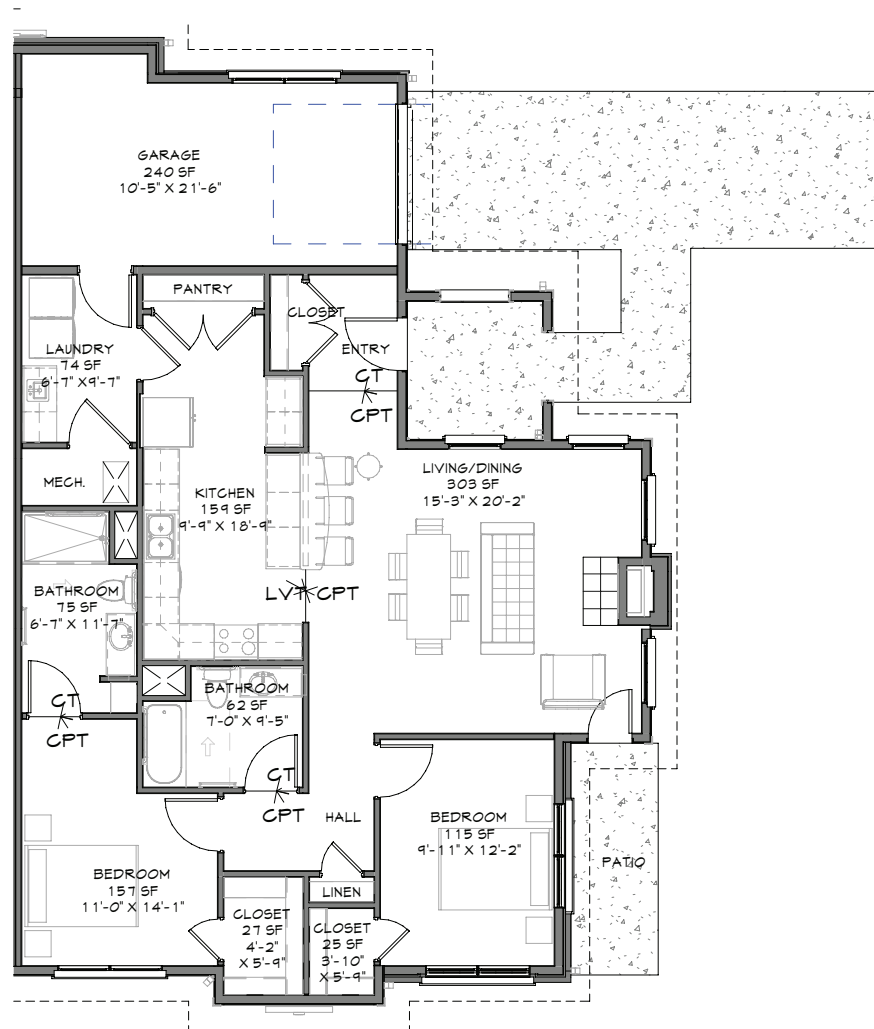 GARAGE
240 SF
10'-5" X 21'-6"
PANTRY
CLOSET
LAUNDRY
74 SF
6'-7" X9'-7"
ENTRY
CT
CPT
MECH.
KITCHEN
159 SF
9'-9" X 18'-9"
LIVING/DINING
303 SF
15'-3" X 20'-2"
LVT
CPT
BATHROOM
75 SF
6'-7" X 11'-7"
BATHROOM
62 SF
7'-0" X 9'-5"
CT
CPT
CT
CPT
HALL
BEDROOM
115 SF
9'-11" X 12'-2"
PATIO
BEDROOM
157 SF
11'-0" X 14'-1"
LINEN
CLOSET
27 SF
4'-2"
X 5'-9"
CLOSET
25 SF
3'-10"
X 5'-9"